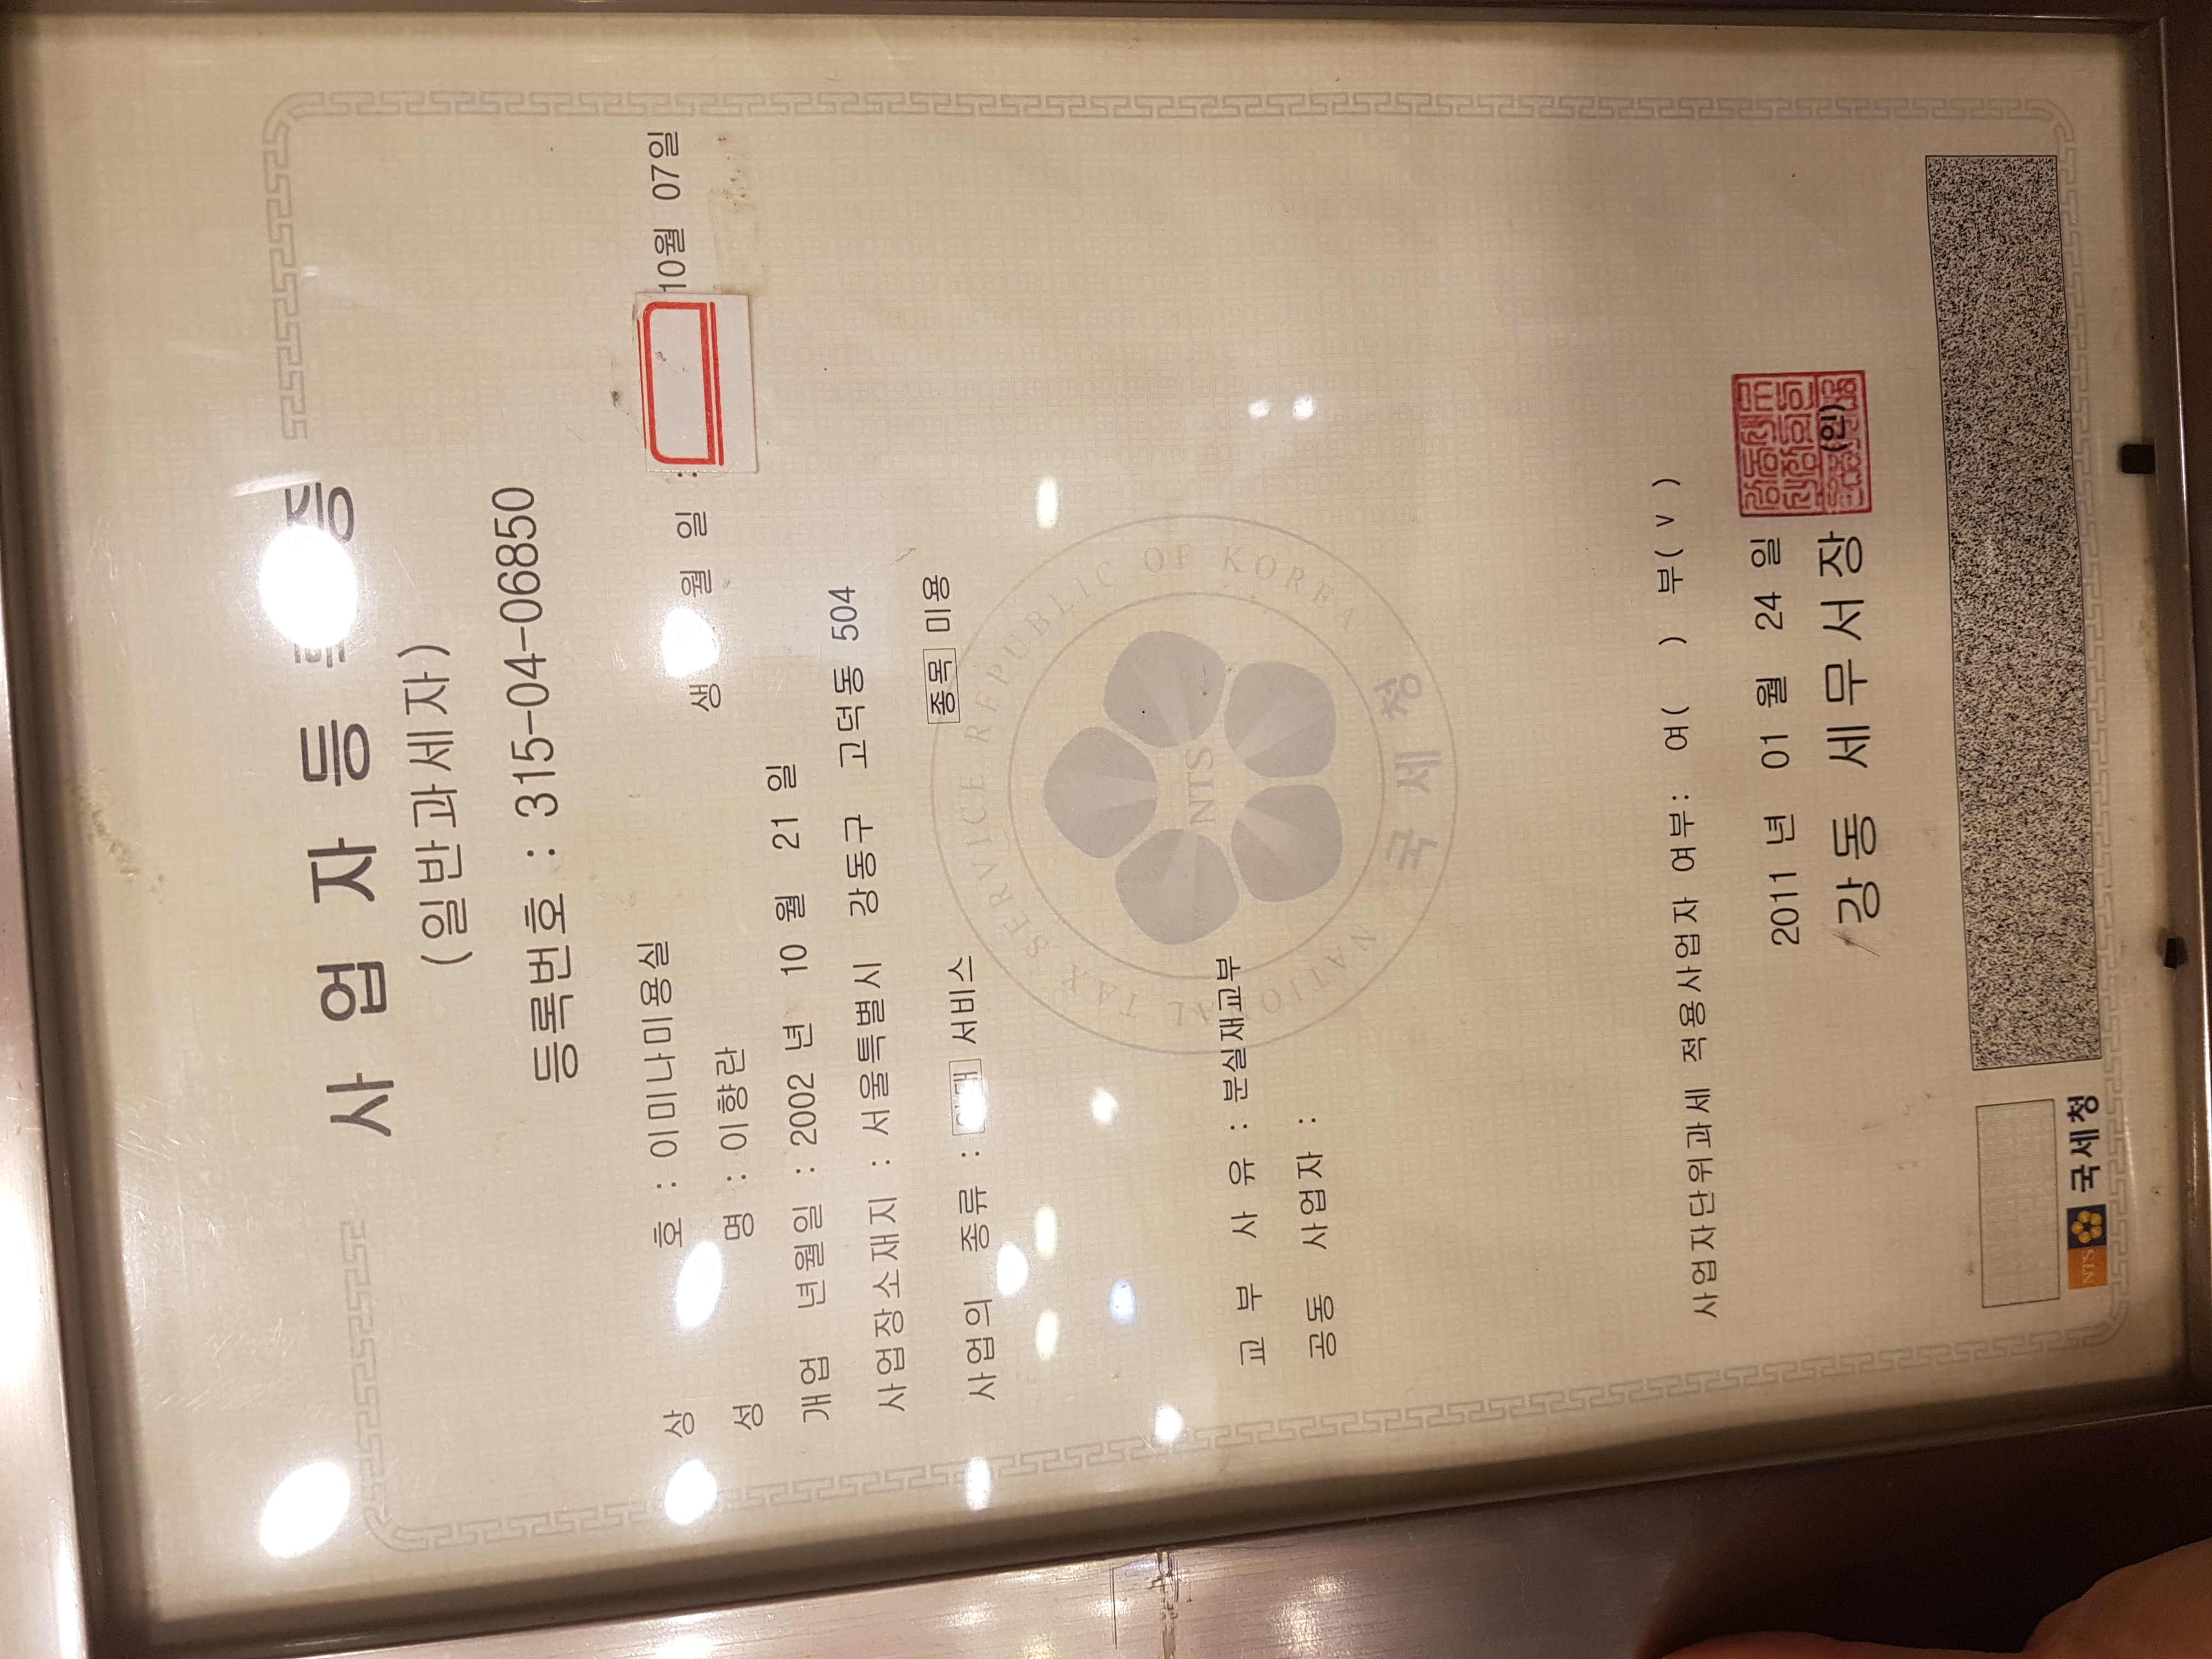 사 업 자 등 록 증
(일반과세자)
등록번호 : 315-04-06850
상 호 : 이미나미용실
성 명 : 이향란 생 월 일 : 10월 07일
개업 년월일 : 2002 년 10 월 21 일
사업장소재지 : 서울특별시 강동구 고덕동 504
사업의 종류 : 서비스 종목 미용
NATIONAL TAX SERVICE REPUBLIC OF KOREA
NTS
국세청
교 부 사 유 : 분실재교부
공동 사업자 :
사업자단위과세 적용사업자 여부: 여( ) 부( v )
2011 년 01 월 24 일
강동 세무서장 (인)
NTS 국세청